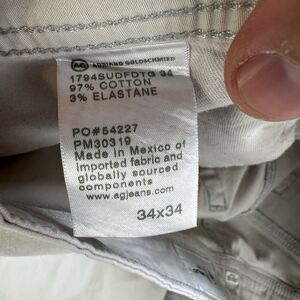 AG ADRIANO GOLDSCHMIED
1794SUDFDTG 34
97% COTTON
3% ELASTANE
PO#54227
PM30319
Made in Mexico of
imported fabric and
globally sourced
components
www.agjeans.com
34x34